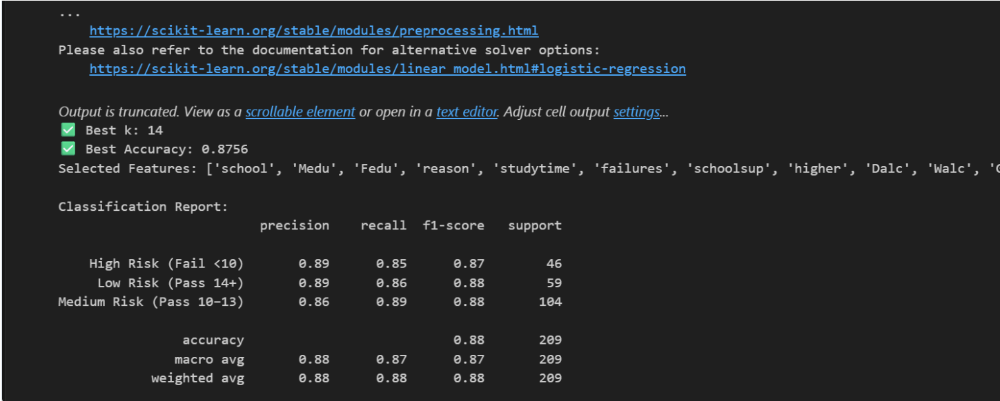 ...
https://scikit-learn.org/stable/modules/preprocessing.html
Please also refer to the documentation for alternative solver options:
https://scikit-learn.org/stable/modules/linear_model.html#logistic-regression
Output is truncated. View as a scrollable element or open in a text editor. Adjust cell output settings...
✅ Best k: 14
✅ Best Accuracy: 0.8756
Selected Features: ['school', 'Medu', 'Fedu', 'reason', 'studytime', 'failures', 'schoolsup', 'higher', 'Dalc', 'Walc', '
Classification Report:
precision recall f1-score support
High Risk (Fail <10) 0.89 0.85 0.87 46
Low Risk (Pass 14+) 0.89 0.86 0.88 59
Medium Risk (Pass 10–13) 0.86 0.89 0.88 104
accuracy 0.88 209
macro avg 0.88 0.87 0.87 209
weighted avg 0.88 0.88 0.88 209